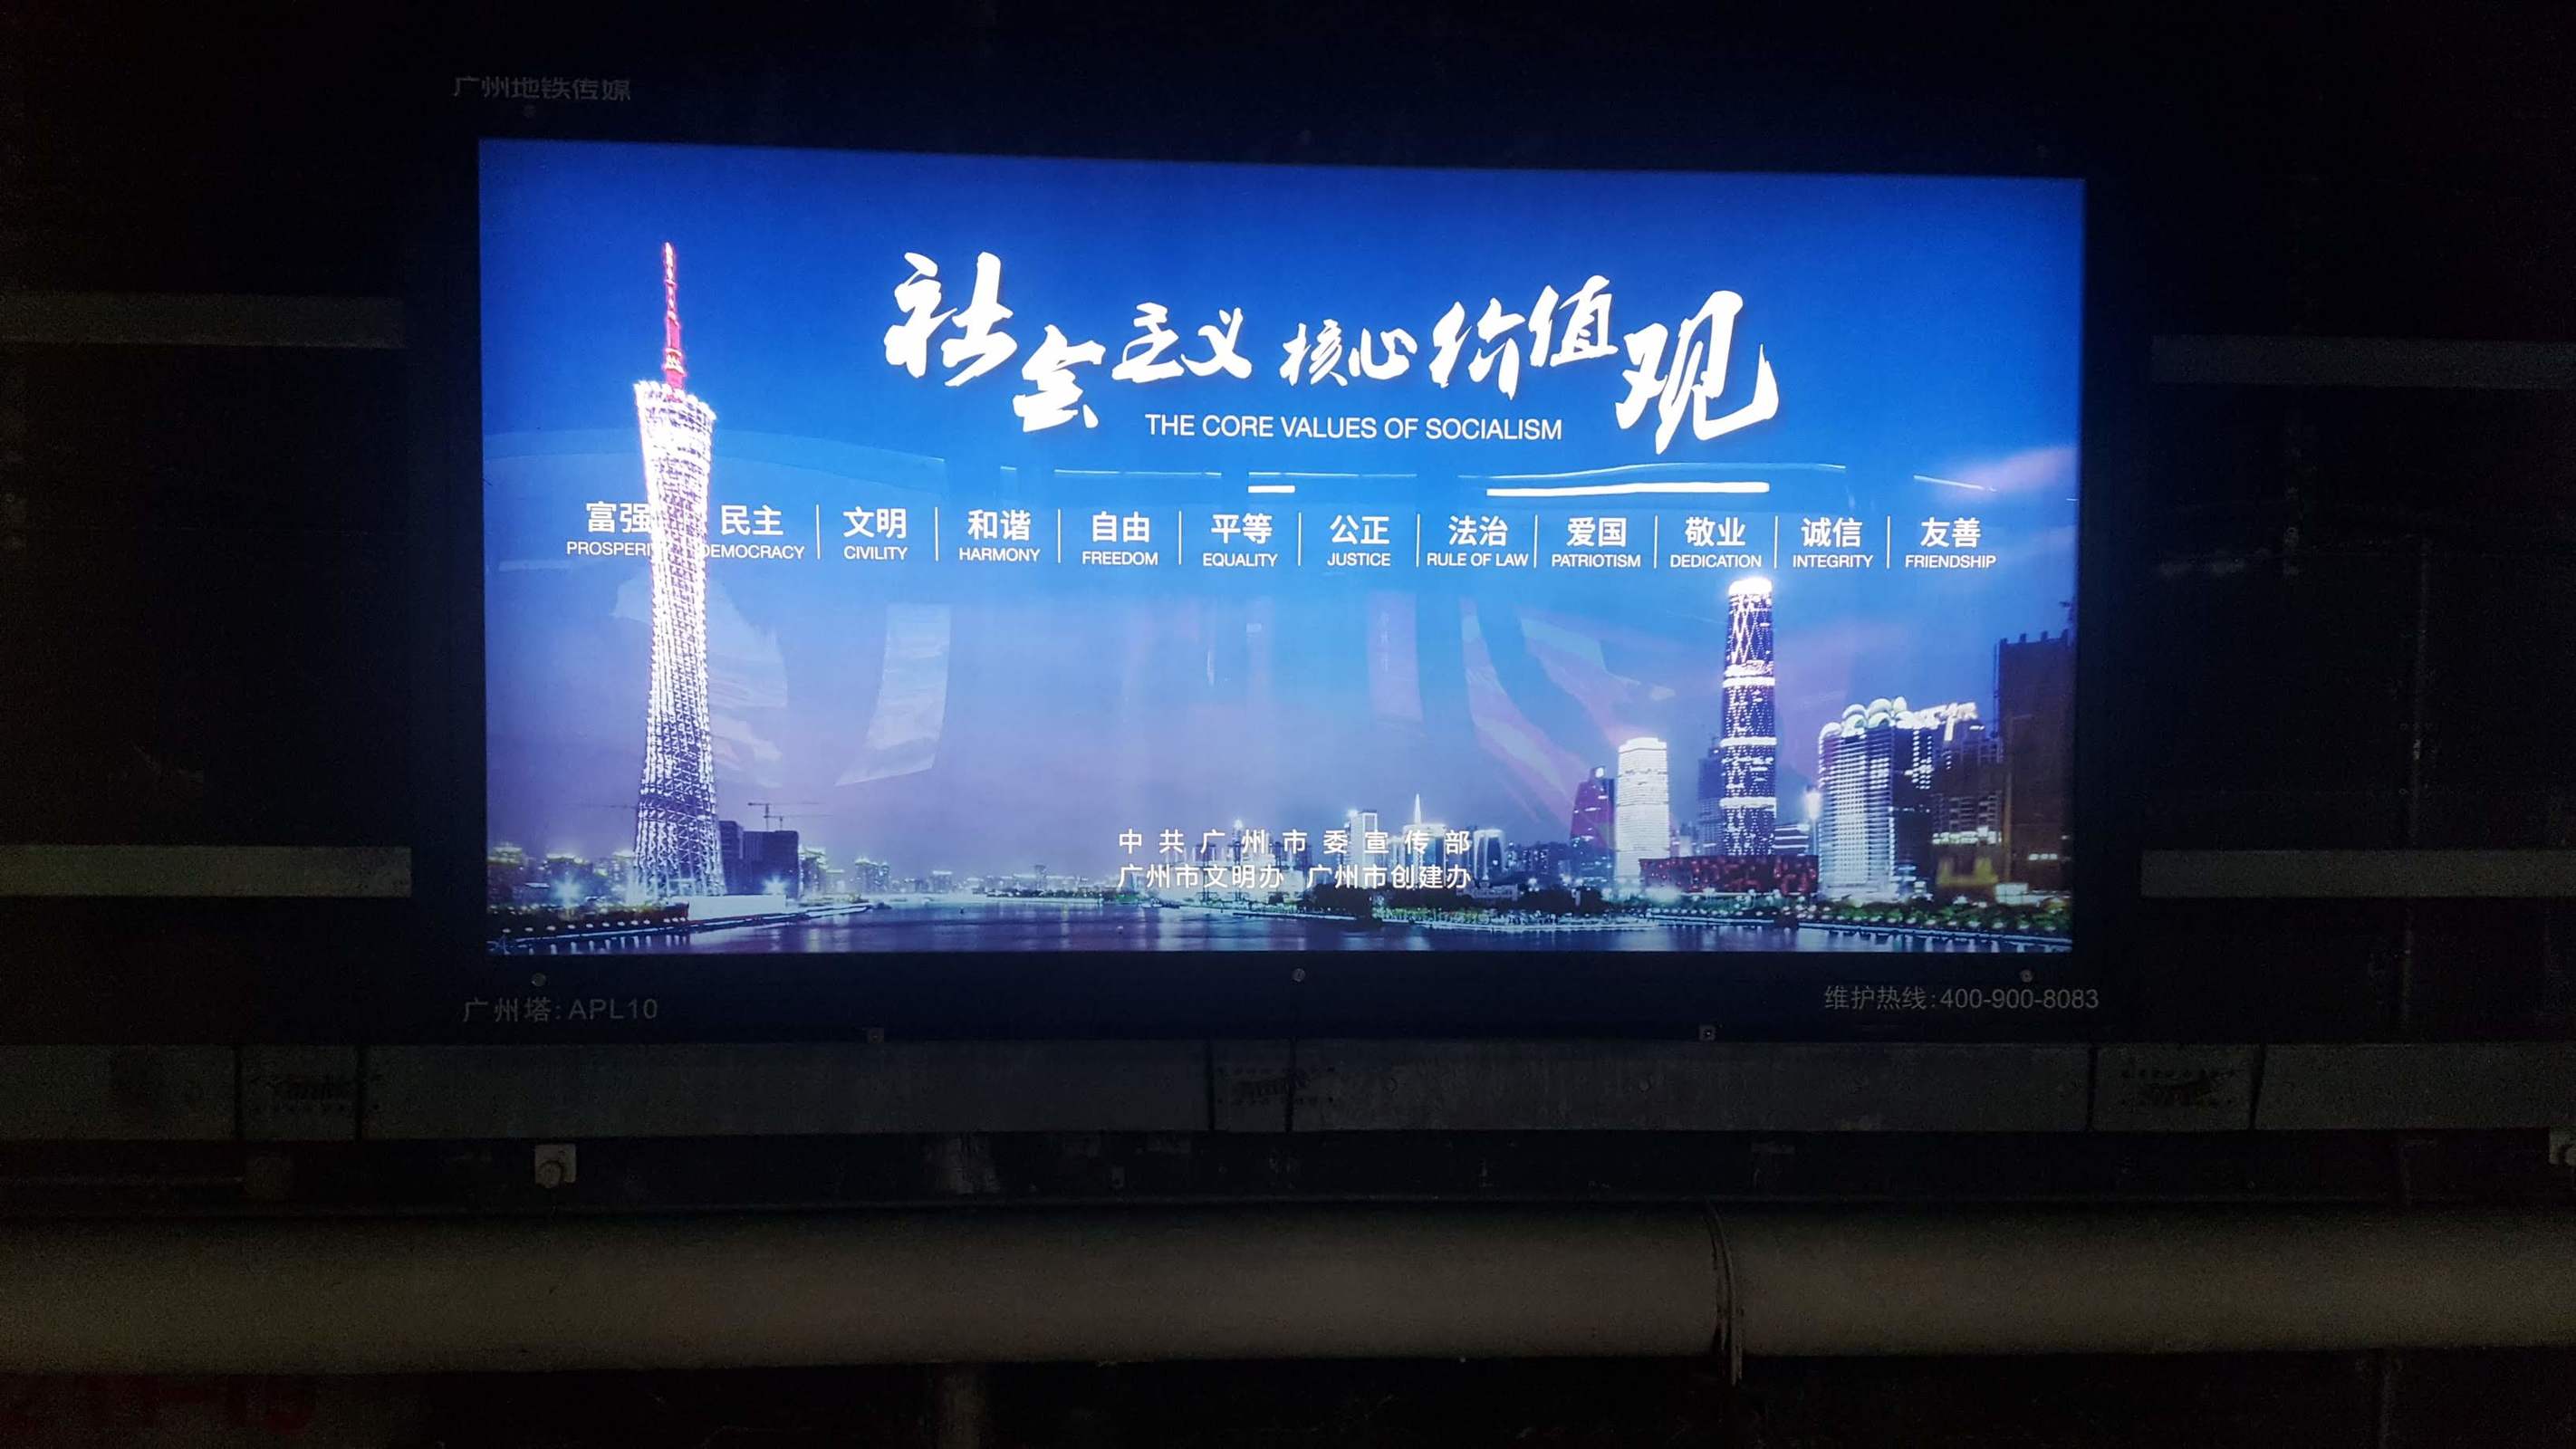 广州地铁传媒
社会主义核心价值观
THE CORE VALUES OF SOCIALISM
富强 民主 文明 和谐 自由 平等 公正 法治 爱国 敬业 诚信 友善
PROSPERI DEMOCRACY CIVILITY HARMONY FREEDOM EQUALITY JUSTICE RULE OF LAW PATRIOTISM DEDICATION INTEGRITY FRIENDSHIP
中共广州市委宣传部
广州市文明办 广州市创建办
广州塔:APL10
维护热线:400-900-8083